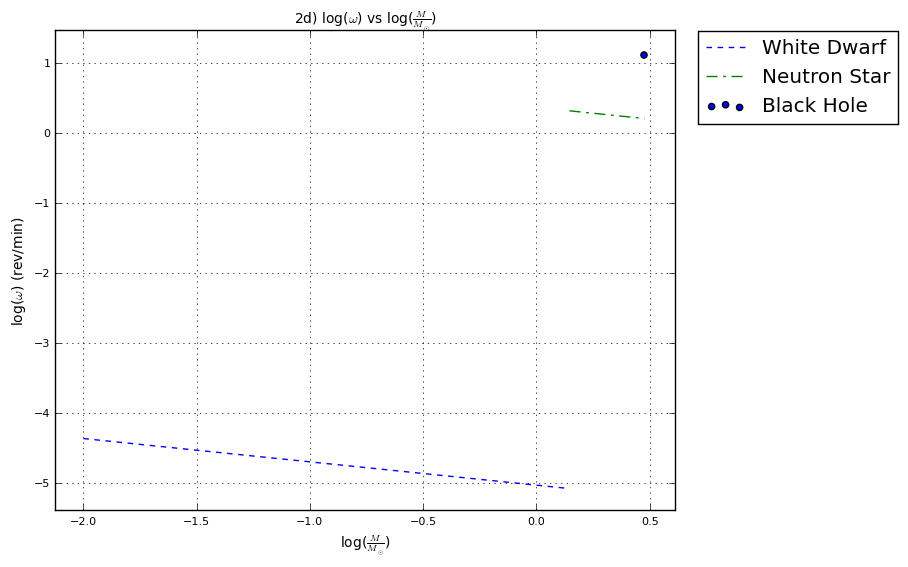 2d) log(ω) vs log(M/M☉)
White Dwarf
Neutron Star
Black Hole
log(ω) (rev/min)
1
0
−1
−2
−3
−4
−5
−2.0 −1.5 −1.0 −0.5 0.0 0.5
log(M/M☉)